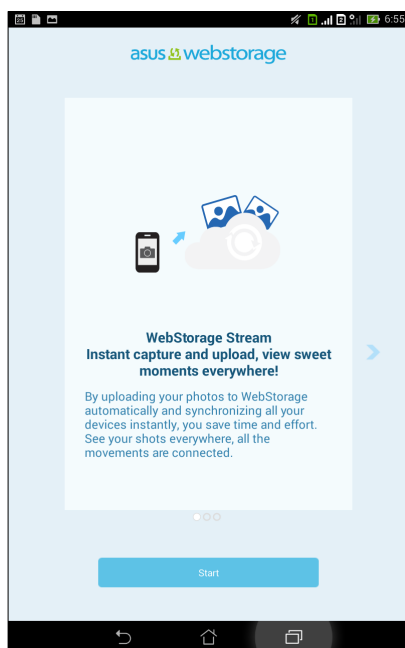 6:55
asus webstorage
WebStorage Stream
Instant capture and upload, view sweet
moments everywhere!
By uploading your photos to WebStorage
automatically and synchronizing all your
devices instantly, you save time and effort.
See your shots everywhere, all the
movements are connected.
Start